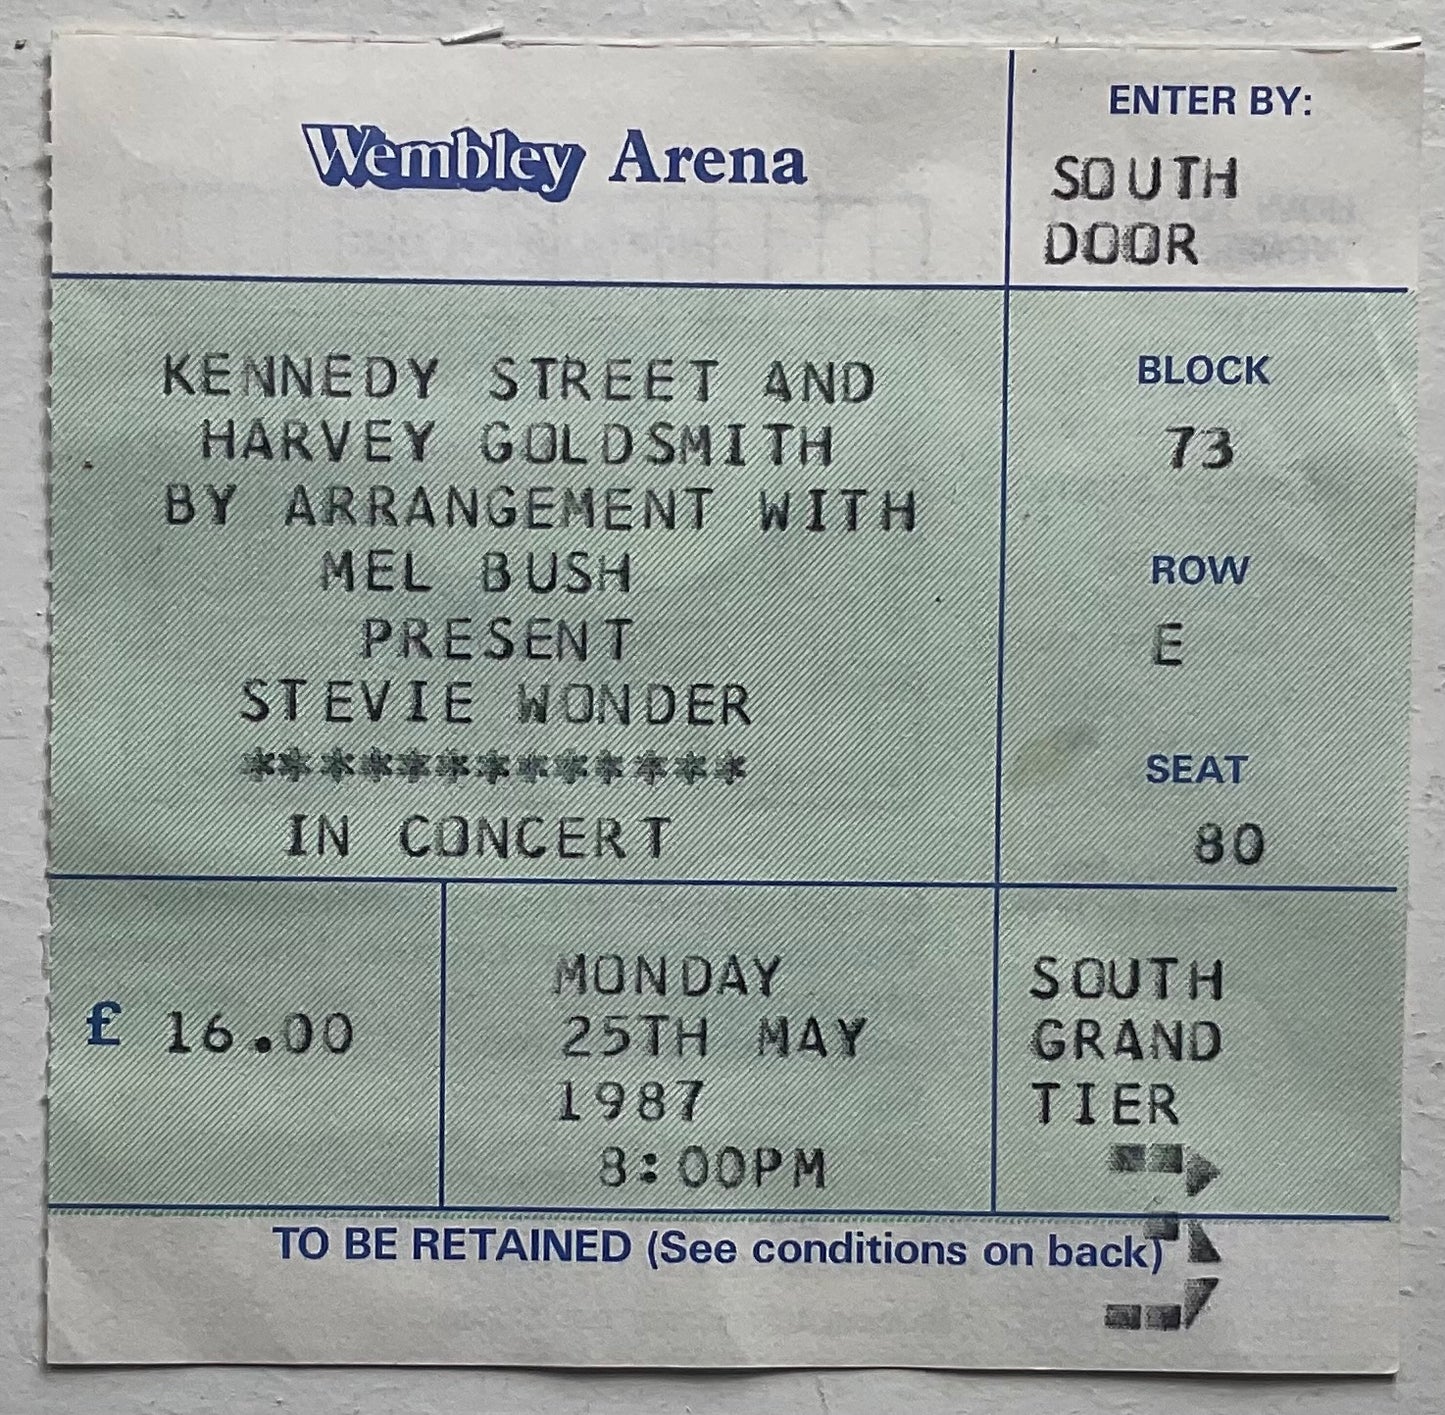 Wembley Arena
ENTER BY:
SOUTH
DOOR
KENNEDY STREET AND
HARVEY GOLDSMITH
BY ARRANGEMENT WITH
MEL BUSH
PRESENT
STEVIE WONDER
*************
IN CONCERT
BLOCK
73
ROW
E
SEAT
80
£ 16.00
MONDAY
25TH MAY
1987
8:00PM
SOUTH
GRAND
TIER
TO BE RETAINED (See conditions on back)